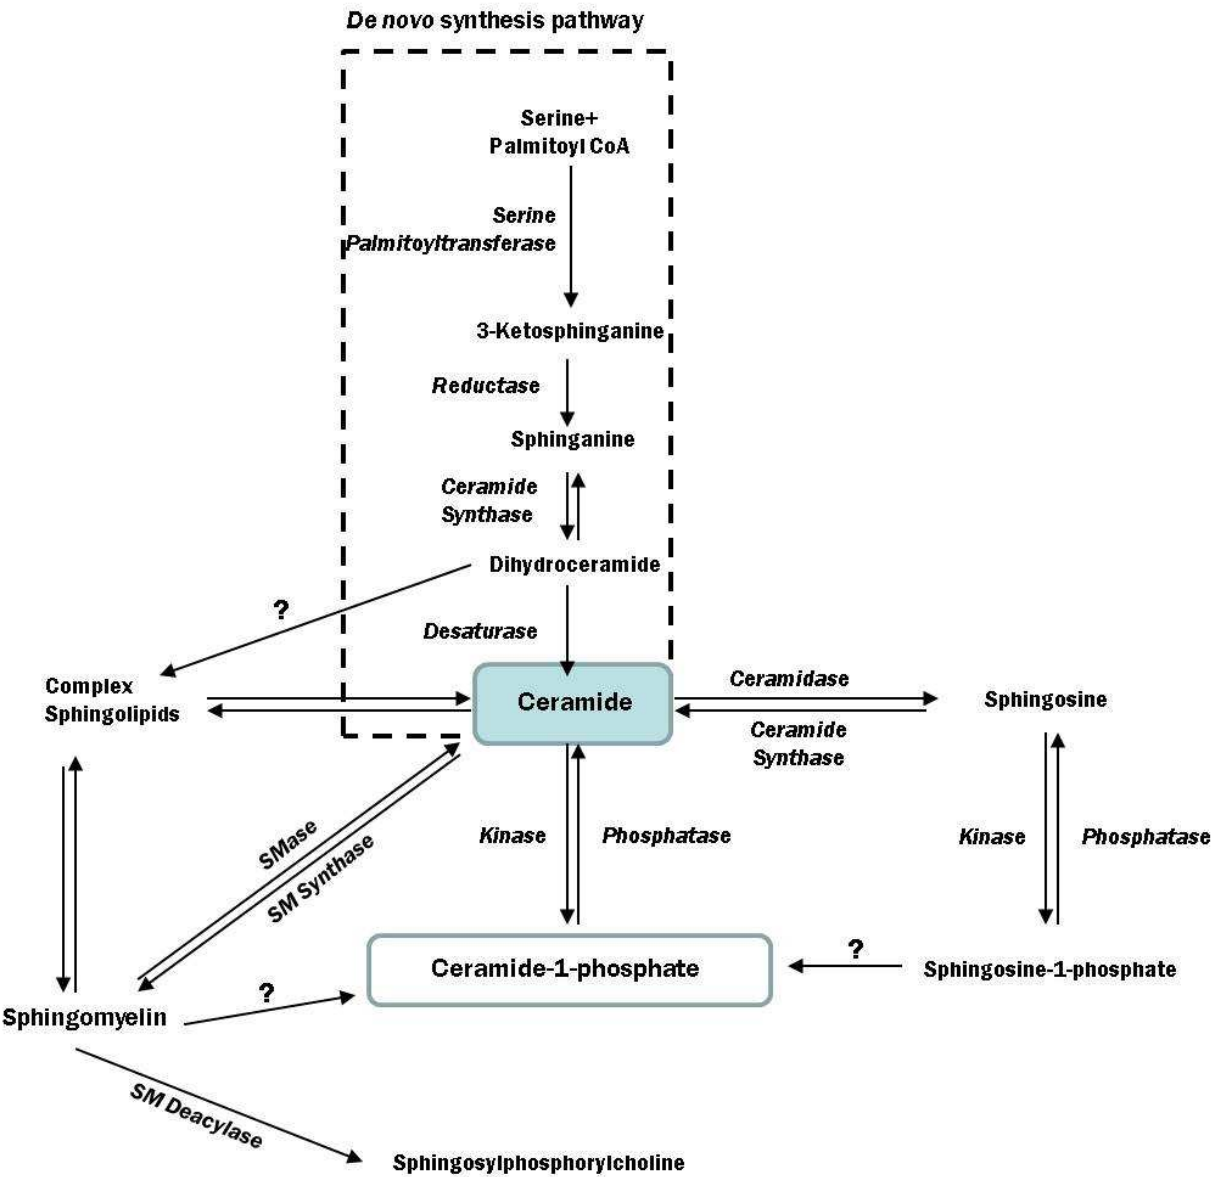 De novo synthesis pathway
Serine+
Palmitoyl CoA
Serine
Palmitoyltransferase
3-Ketosphinganine
Reductase
Sphinganine
Ceramide
Synthase
Dihydroceramide
?
Desaturase
Complex
Sphingolipids
Ceramide
Ceramidase
Ceramide
Synthase
Sphingosine
SMase
SM Synthase
Kinase
Phosphatase
Kinase
Phosphatase
Ceramide-1-phosphate
?
Sphingosine-1-phosphate
Sphingomyelin
?
SM Deacylase
Sphingosylphosphorylcholine